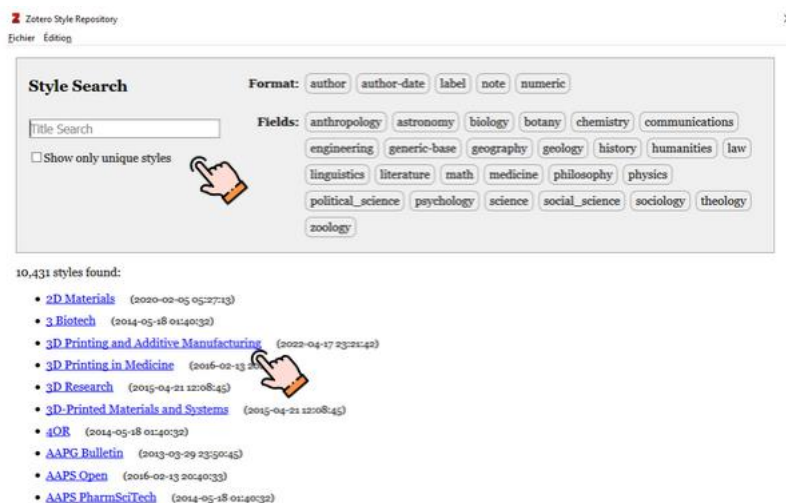 Zotero Style Repository
Fichier Édition
Style Search
Format: author author-date label note numeric
Title Search
Show only unique styles
Fields: anthropology astronomy biology botany chemistry communications
engineering generic-base geography geology history humanities law
linguistics literature math medicine philosophy physics
political_science psychology science social_science sociology theology
zoology
10,431 styles found:
2D Materials (2020-02-05 05:27:13)
3 Biotech (2014-05-18 01:40:32)
3D Printing and Additive Manufacturing (2022-04-17 23:21:42)
3D Printing in Medicine (2016-02-13
3D Research (2015-04-21 12:08:45)
3D-Printed Materials and Systems (2015-04-21 12:08:45)
4OR (2014-05-18 01:40:32)
AAPG Bulletin (2013-03-29 23:50:45)
AAPS Open (2016-02-13 20:40:33)
AAPS PharmSciTech (2014-05-18 01:40:32)